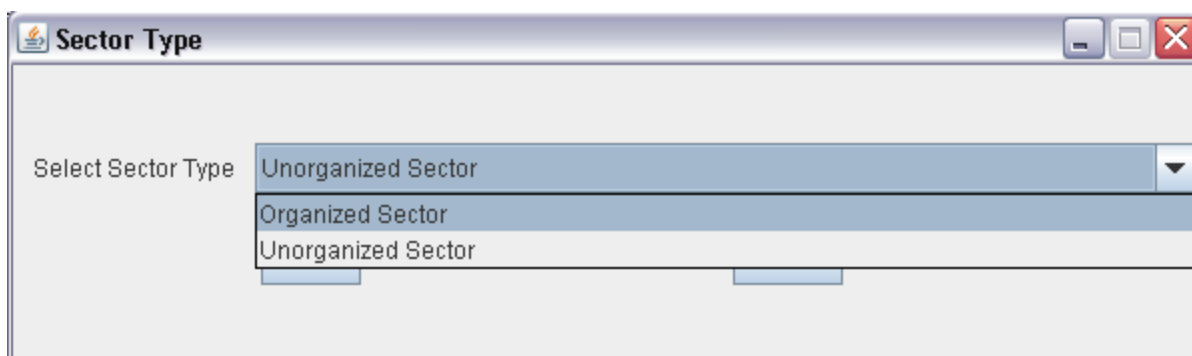 Sector Type
Select Sector Type Unorganized Sector
Organized Sector
Unorganized Sector